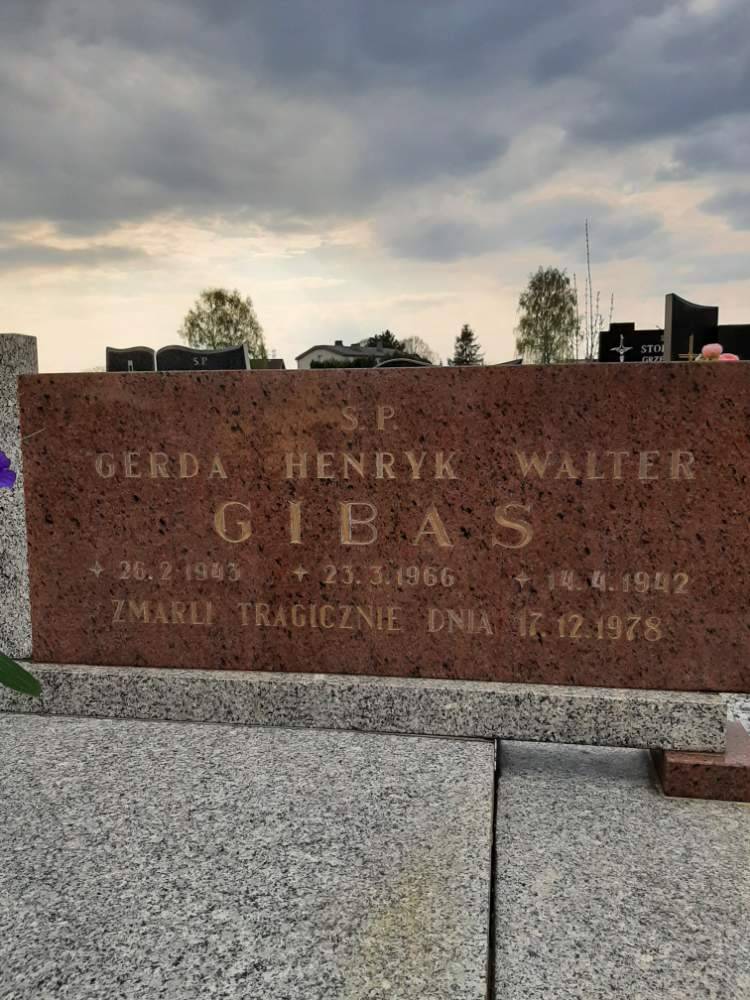 S.P.
GERDA HENRYK WALTER
GIBAS
26.2.1943 23.3.1966 14.4.1942
ZMARLI TRAGICZNIE DNIA 17.12.1978
S.P.